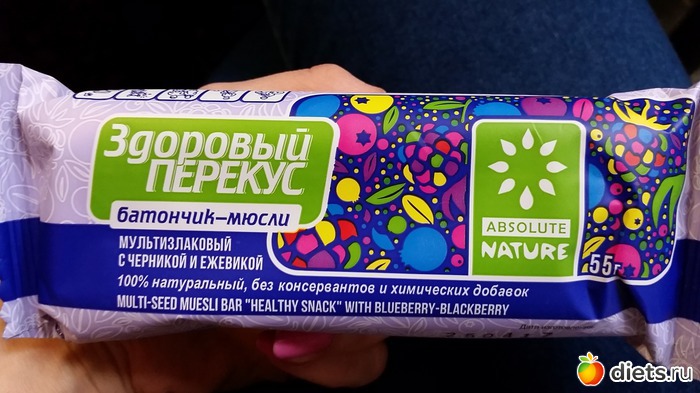 Здоровый
ПЕРЕКУС
батончик-мюсли
МУЛЬТИЗЛАКОВЫЙ
С ЧЕРНИКОЙ И ЕЖЕВИКОЙ
100% натуральный, без консервантов и химических добавок
MULTI-SEED MUESLI BAR "HEALTHY SNACK" WITH BLUEBERRY-BLACKBERRY
ABSOLUTE
NATURE
55г
diets.ru